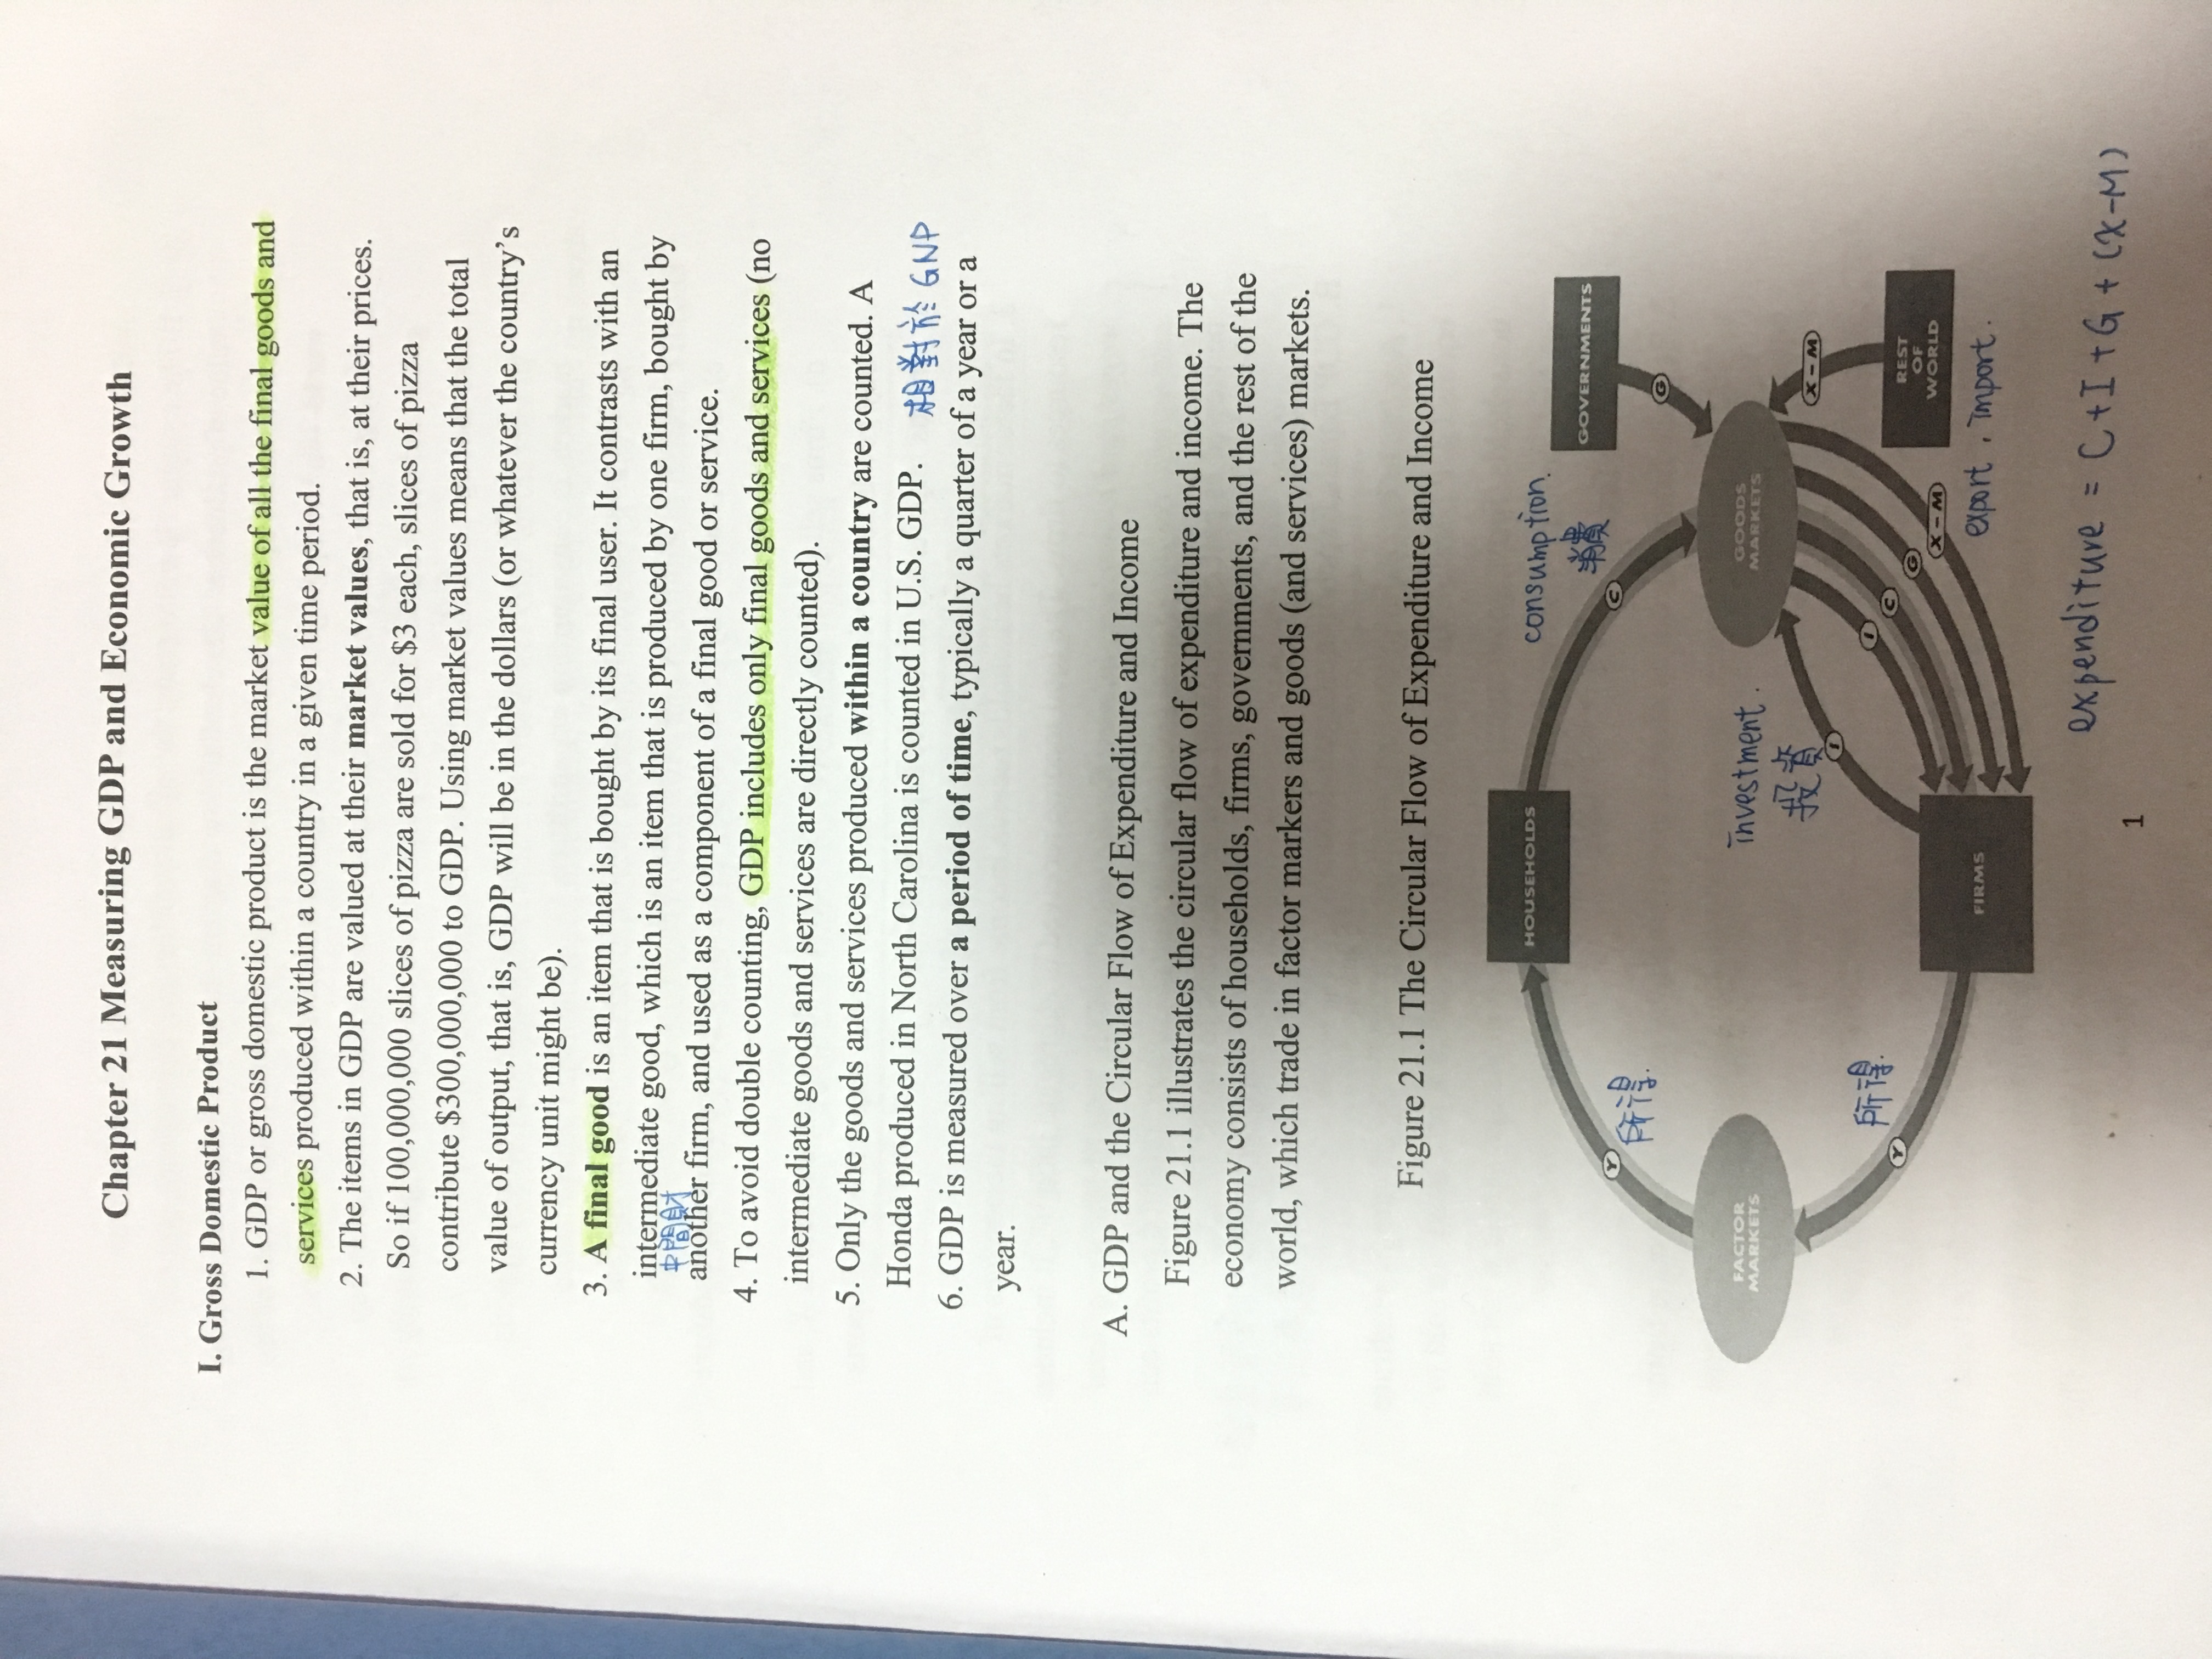 Chapter 21 Measuring GDP and Economic Growth
I. Gross Domestic Product
1. GDP or gross domestic product is the market value of all the final goods and
services produced within a country in a given time period.
2. The items in GDP are valued at their market values, that is, at their prices.
So if 100,000,000 slices of pizza are sold for $3 each, slices of pizza
contribute $300,000,000 to GDP. Using market values means that the total
value of output, that is, GDP will be in the dollars (or whatever the country's
currency unit might be).
3. A final good is an item that is bought by its final user. It contrasts with an
intermediate good, which is an item that is produced by one firm, bought by
中間財
another firm, and used as a component of a final good or service.
4. To avoid double counting, GDP includes only final goods and services (no
intermediate goods and services are directly counted).
5. Only the goods and services produced within a country are counted. A
Honda produced in North Carolina is counted in U.S. GDP. 相對於 GNP
6. GDP is measured over a period of time, typically a quarter of a year or a
year.
A. GDP and the Circular Flow of Expenditure and Income
Figure 21.1 illustrates the circular flow of expenditure and income. The
economy consists of households, firms, governments, and the rest of the
world, which trade in factor markers and goods (and services) markets.
Figure 21.1 The Circular Flow of Expenditure and Income
HOUSEHOLDS
consumption.
消費
GOVERNMENTS
Y
所得.
C
G
FACTOR
MARKETS
GOODS
MARKETS
investment.
投資
I
X – M
所得.
Y
I
C
G
X – M
REST
OF
WORLD
FIRMS
export , import.
expenditure = C + I + G + (X-M)
1